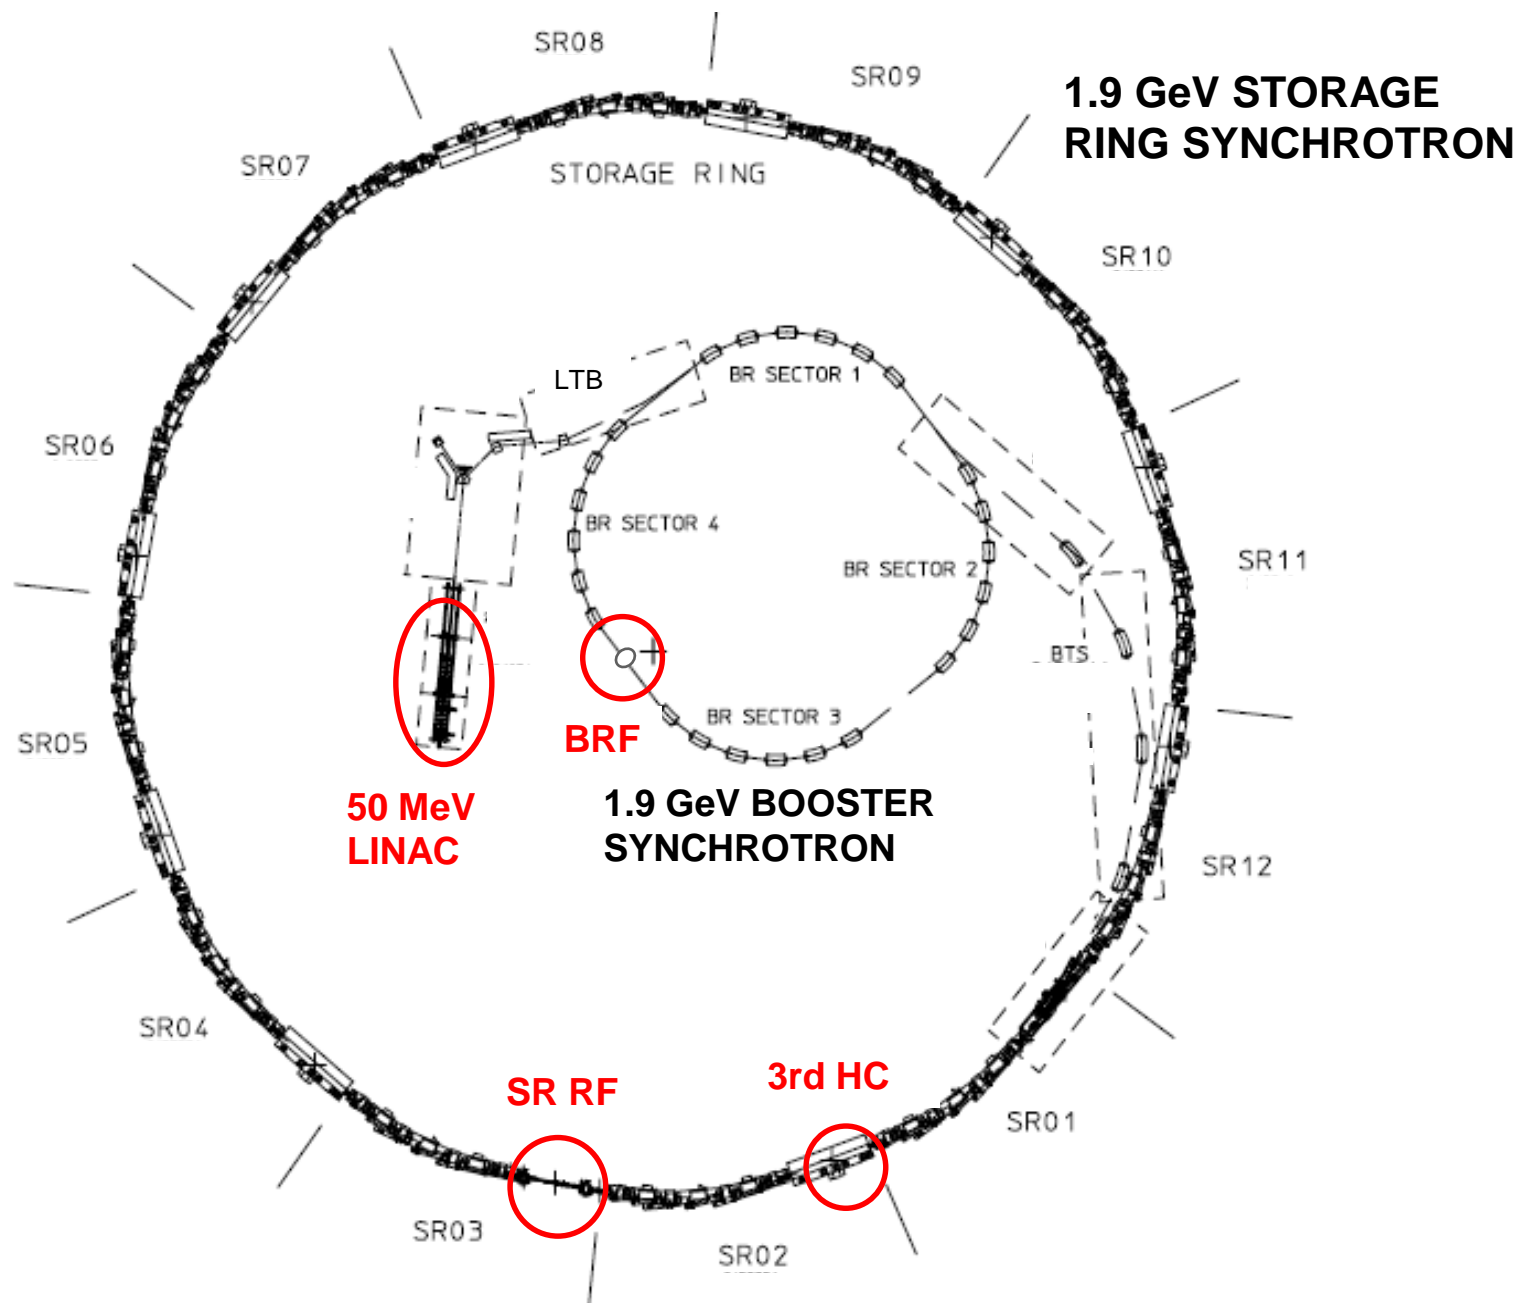 SR08
SR09
1.9 GeV STORAGE
RING SYNCHROTRON
SR07
STORAGE RING
SR10
LTB
BR SECTOR 1
SR06
BR SECTOR 4
BR SECTOR 2
SR11
BTS
SR05
BR SECTOR 3
BRF
50 MeV
LINAC
1.9 GeV BOOSTER
SYNCHROTRON
SR12
SR04
SR RF
3rd HC
SR01
SR03
SR02